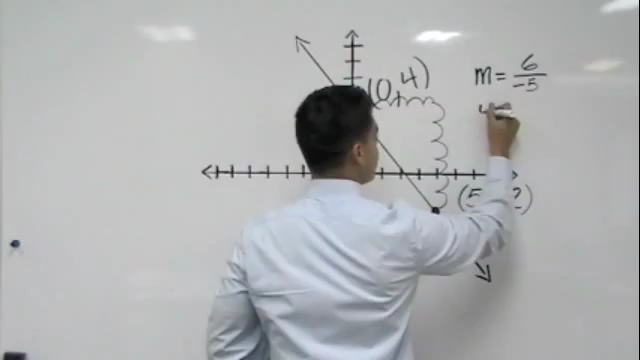 (0, 4)
m = 6/-5
(5, 2)